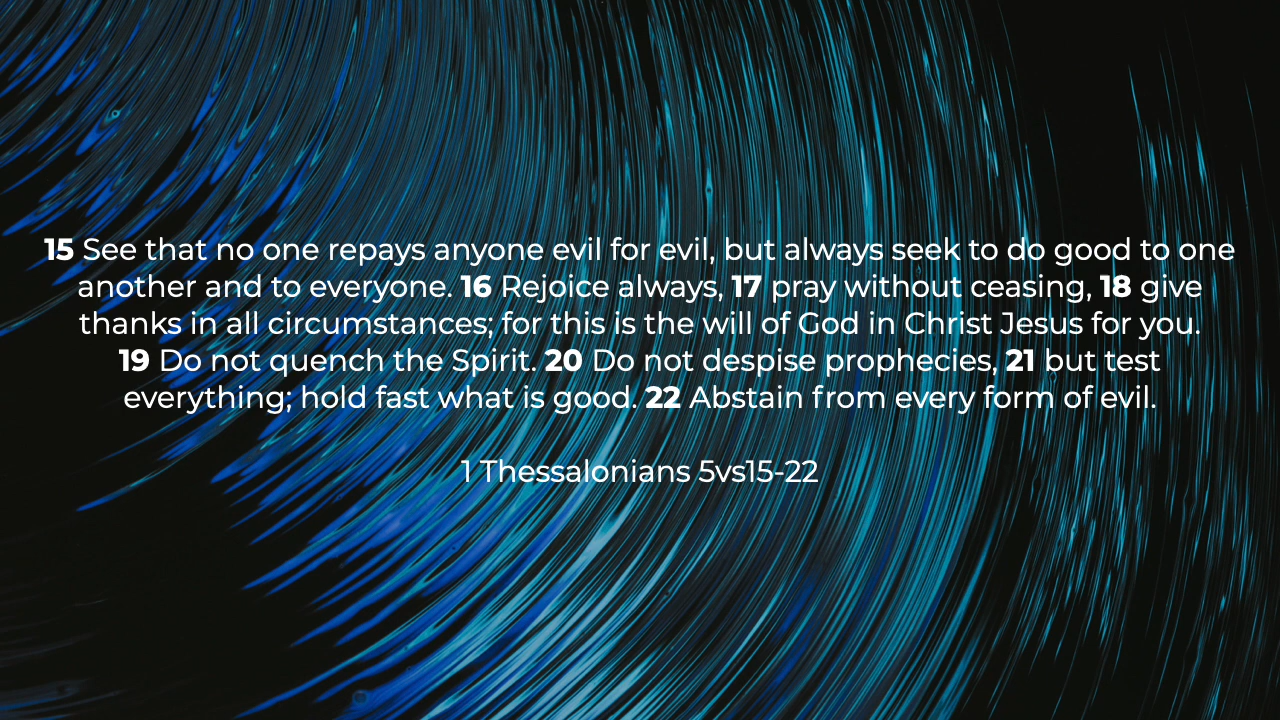 15 See that no one repays anyone evil for evil, but always seek to do good to one
another and to everyone. 16 Rejoice always, 17 pray without ceasing, 18 give
thanks in all circumstances; for this is the will of God in Christ Jesus for you.
19 Do not quench the Spirit. 20 Do not despise prophecies, 21 but test
everything; hold fast what is good. 22 Abstain from every form of evil.
1 Thessalonians 5vs15-22